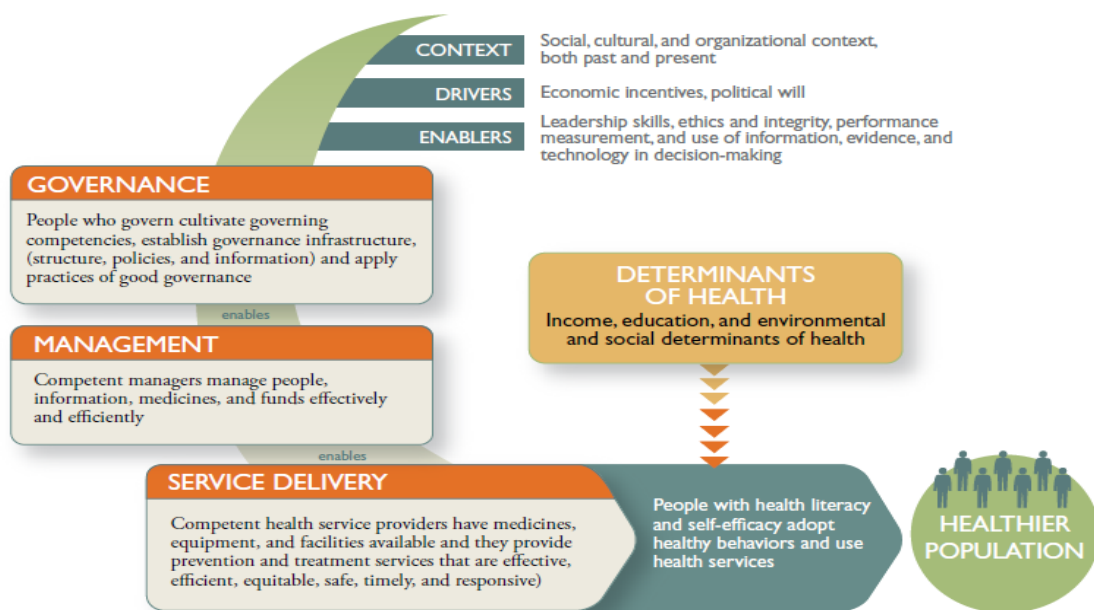 CONTEXT
Social, cultural, and organizational context,
both past and present
DRIVERS
Economic incentives, political will
ENABLERS
Leadership skills, ethics and integrity, performance
measurement, and use of information, evidence, and
technology in decision-making
GOVERNANCE
People who govern cultivate governing
competencies, establish governance infrastructure,
(structure, policies, and information) and apply
practices of good governance
enables
MANAGEMENT
Competent managers manage people,
information, medicines, and funds effectively
and efficiently
enables
DETERMINANTS
OF HEALTH
Income, education, and environmental
and social determinants of health
SERVICE DELIVERY
Competent health service providers have medicines,
equipment, and facilities available and they provide
prevention and treatment services that are effective,
efficient, equitable, safe, timely, and responsive)
People with health literacy
and self-efficacy adopt
healthy behaviors and use
health services
HEALTHIER
POPULATION